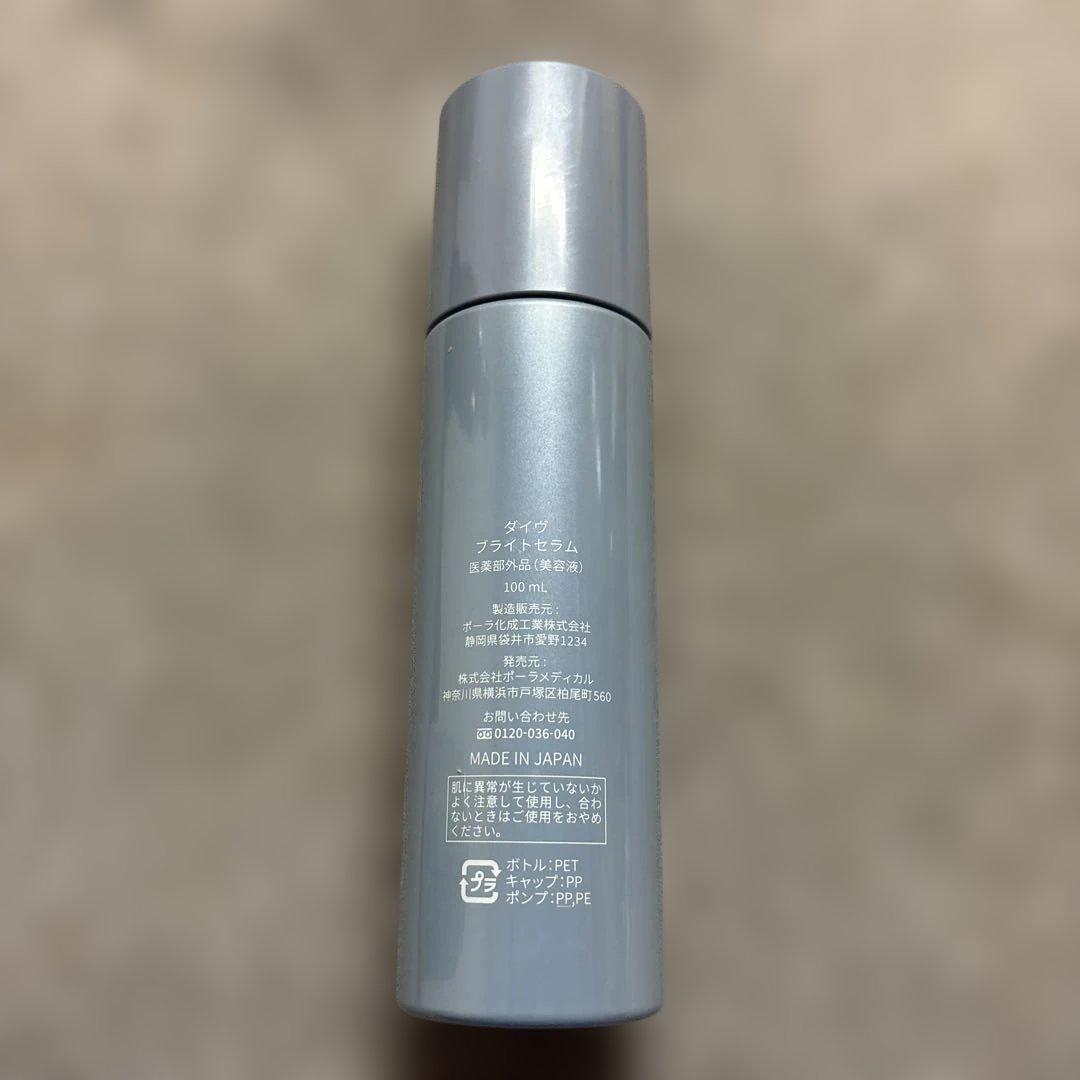 ダイヴ
ブライトセラム
医薬部外品(美容液)
100 mL
製造販売元:
ポーラ化成工業株式会社
静岡県袋井市愛野1234
発売元:
株式会社ポーラメディカル
神奈川県横浜市戸塚区柏尾町560
お問い合わせ先
0120-036-040
MADE IN JAPAN
肌に異常が生じていないか
よく注意して使用し、合わ
ないときはご使用をおやめ
ください。
プラ
ボトル:PET
キャップ:PP
ポンプ:PP,PE